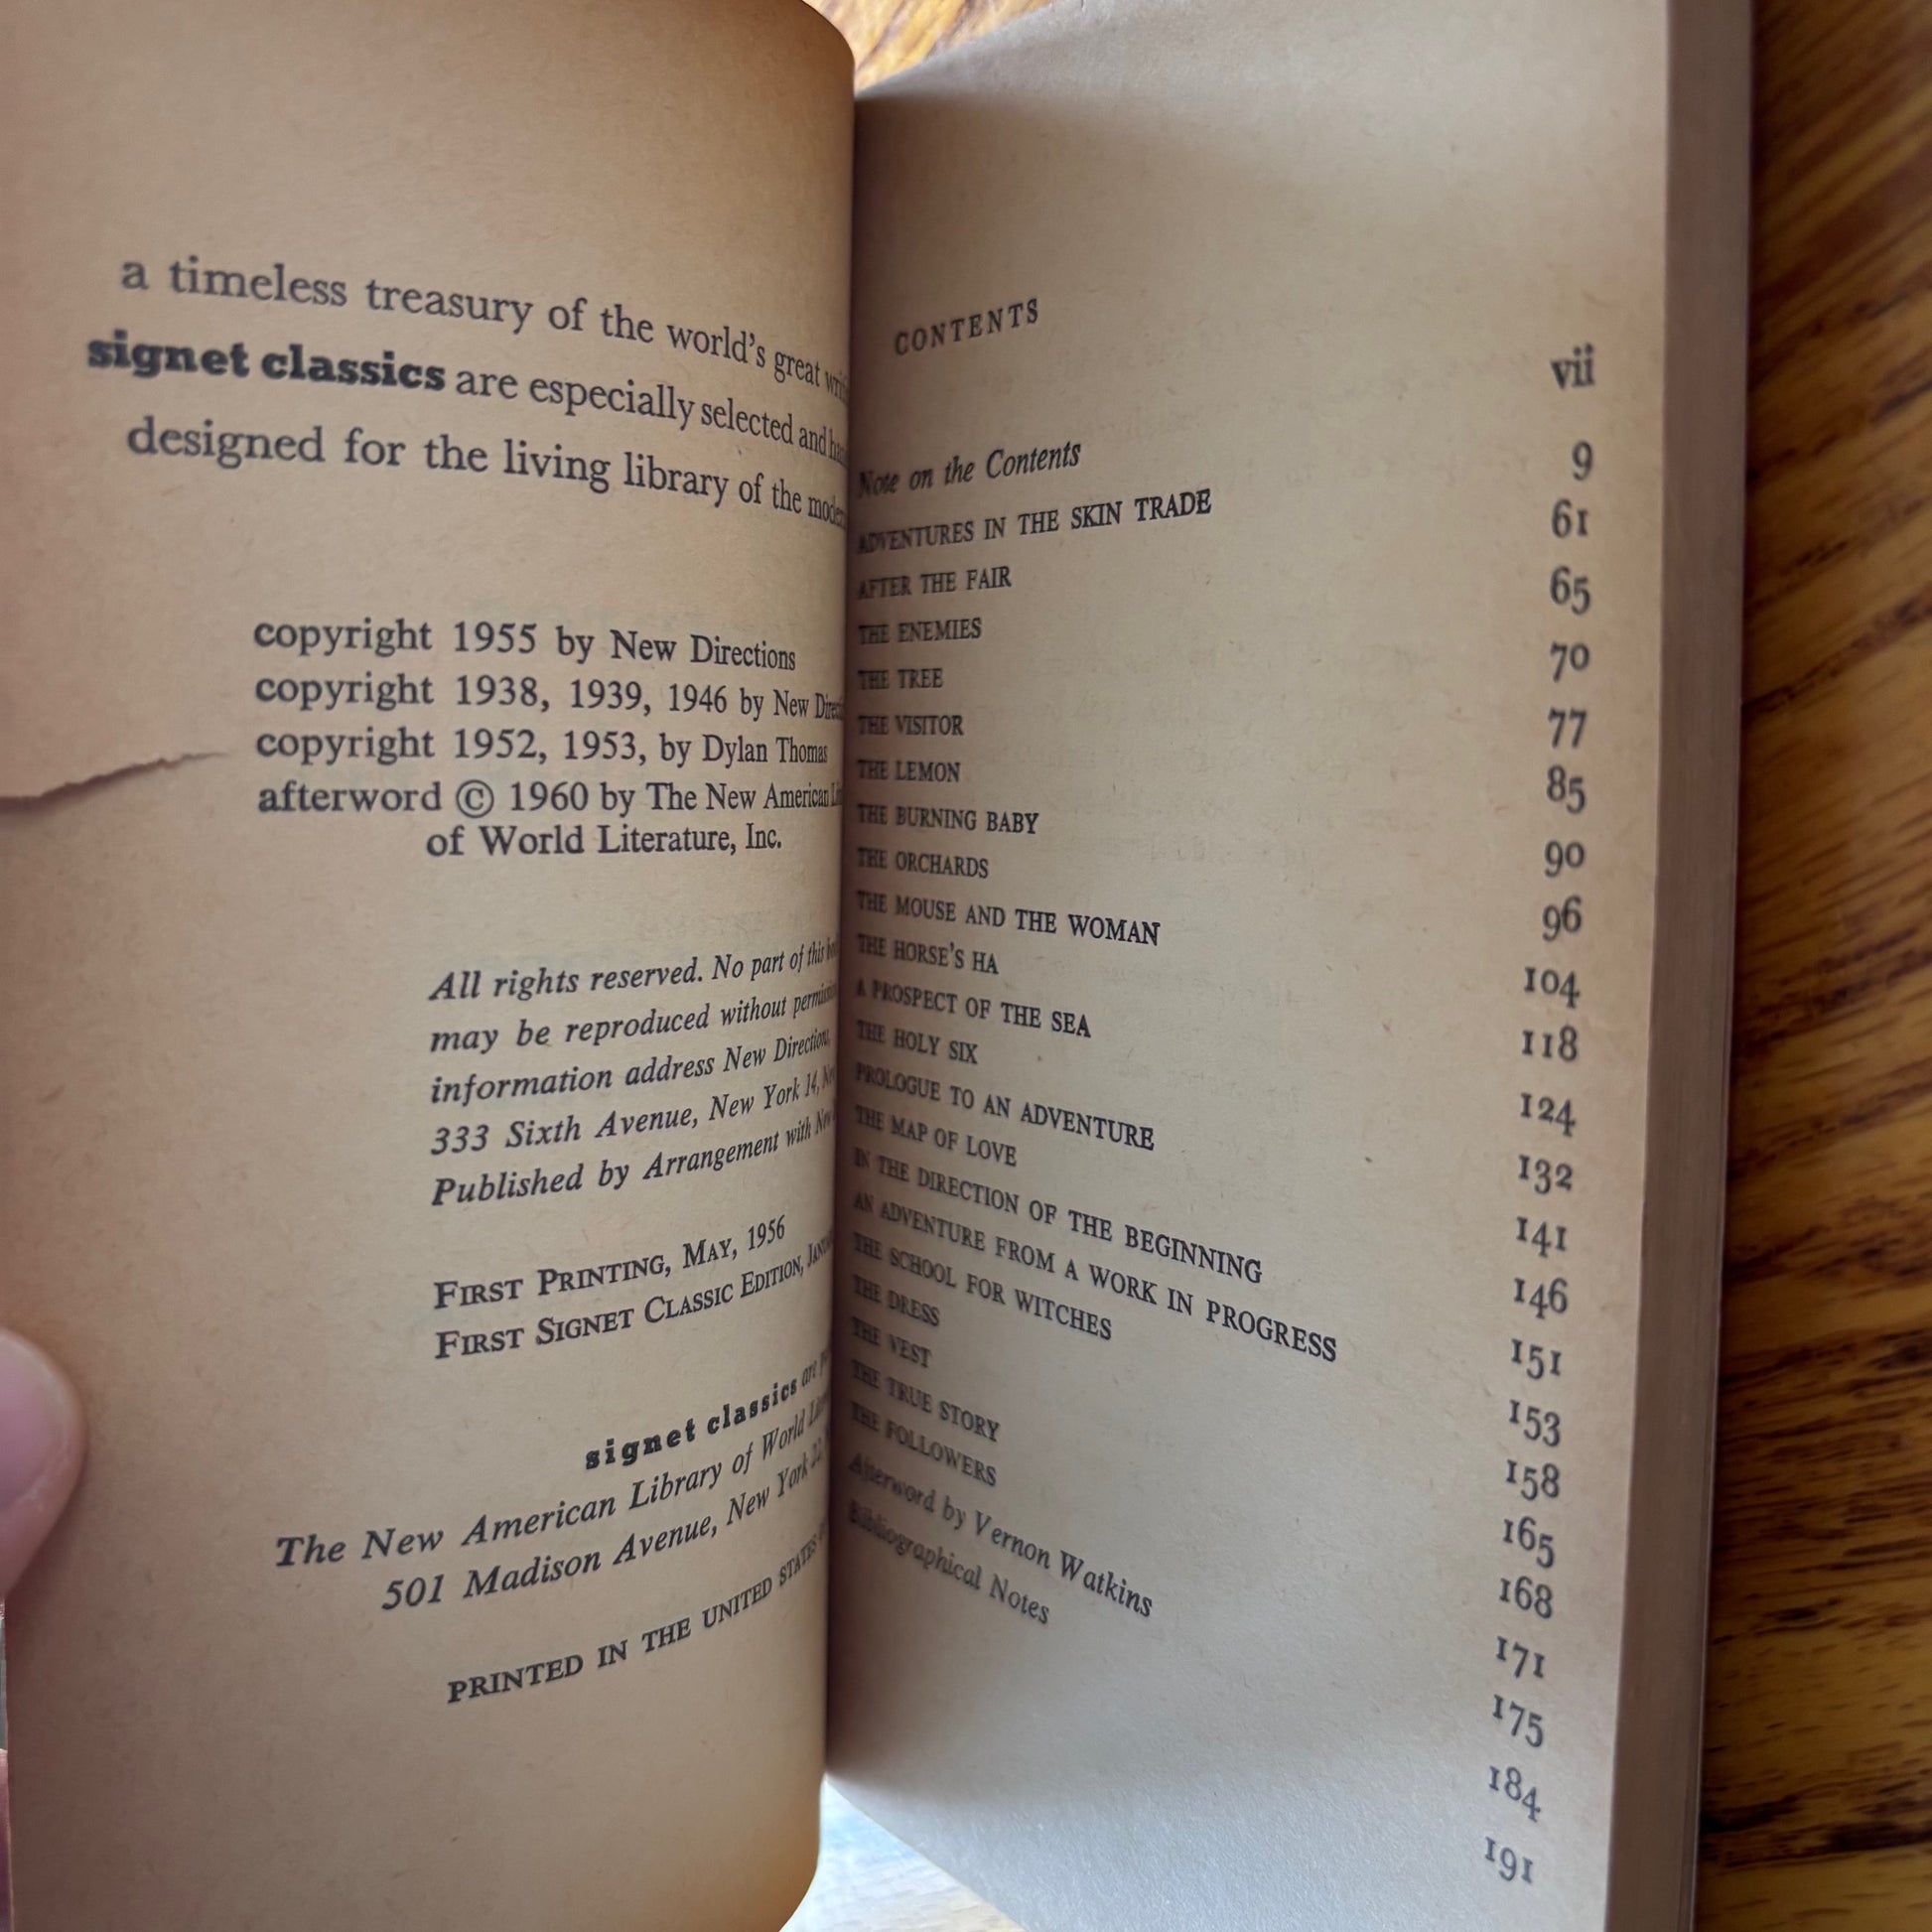 a timeless treasury of the world's great
signet classics are especially selected and
designed for the living library of the
copyright 1955 by New Directions
copyright 1938, 1939, 1946 by New
copyright 1952, 1953, by Dylan Thomas
afterword © 1960 by The New American
of World Literature, Inc.
All rights reserved. No part of this
may be reproduced without
information address New Directions,
333 Sixth Avenue, New York 14,
Published by Arrangement with New
FIRST PRINTING, MAY, 1956
FIRST SIGNET CLASSIC EDITION,
signet classics are
The New American Library of World
501 Madison Avenue, New York 22,
PRINTED IN THE UNITED STATES
CONTENTS
Note on the Contents vii
ADVENTURES IN THE SKIN TRADE 9
AFTER THE FAIR 61
THE ENEMIES 65
THE TREE 70
THE VISITOR 77
THE LEMON 85
THE BURNING BABY 90
THE ORCHARDS 96
THE MOUSE AND THE WOMAN 104
THE HORSE'S HA 118
A PROSPECT OF THE SEA 124
THE HOLY SIX 132
PROLOGUE TO AN ADVENTURE 141
THE MAP OF LOVE 146
IN THE DIRECTION OF THE BEGINNING 151
AN ADVENTURE FROM A WORK IN PROGRESS 153
THE SCHOOL FOR WITCHES 158
THE DRESS 165
THE VEST 168
THE TRUE STORY 171
THE FOLLOWERS 175
Afterword by Vernon Watkins 184
Bibliographical Notes 191